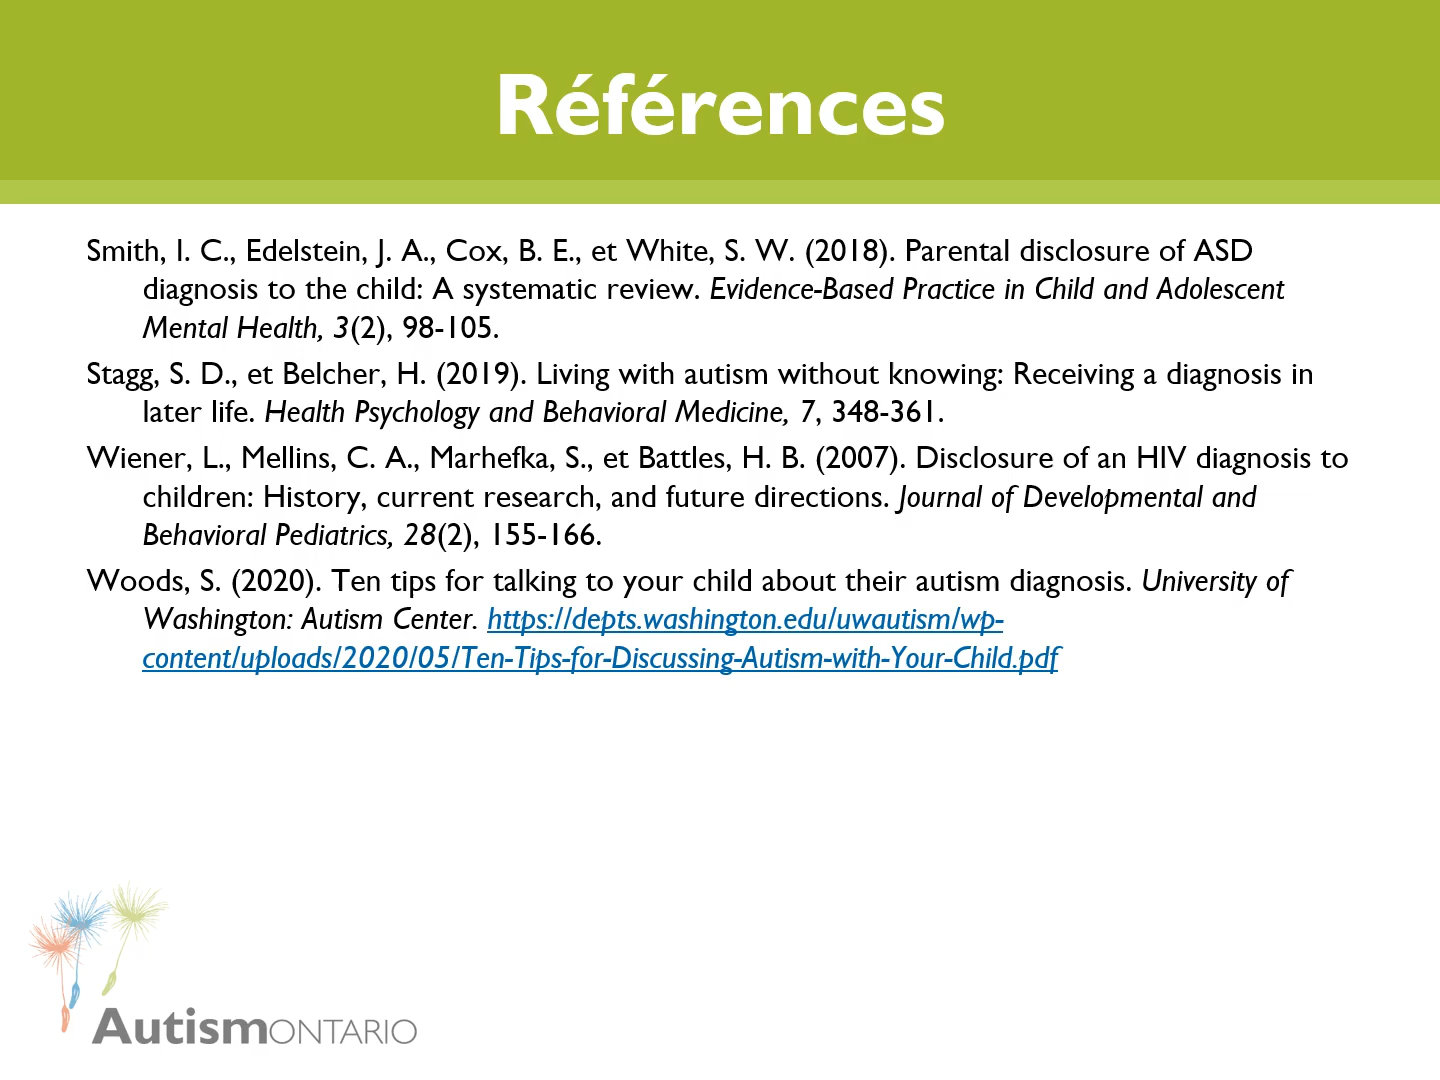 Références
Smith, I. C., Edelstein, J. A., Cox, B. E., et White, S. W. (2018). Parental disclosure of ASD
diagnosis to the child: A systematic review. Evidence-Based Practice in Child and Adolescent
Mental Health, 3(2), 98-105.
Stagg, S. D., et Belcher, H. (2019). Living with autism without knowing: Receiving a diagnosis in
later life. Health Psychology and Behavioral Medicine, 7, 348-361.
Wiener, L., Mellins, C. A., Marhefka, S., et Battles, H. B. (2007). Disclosure of an HIV diagnosis to
children: History, current research, and future directions. Journal of Developmental and
Behavioral Pediatrics, 28(2), 155-166.
Woods, S. (2020). Ten tips for talking to your child about their autism diagnosis. University of
Washington: Autism Center. https://depts.washington.edu/uwautism/wp-
content/uploads/2020/05/Ten-Tips-for-Discussing-Autism-with-Your-Child.pdf
AutismONTARIO